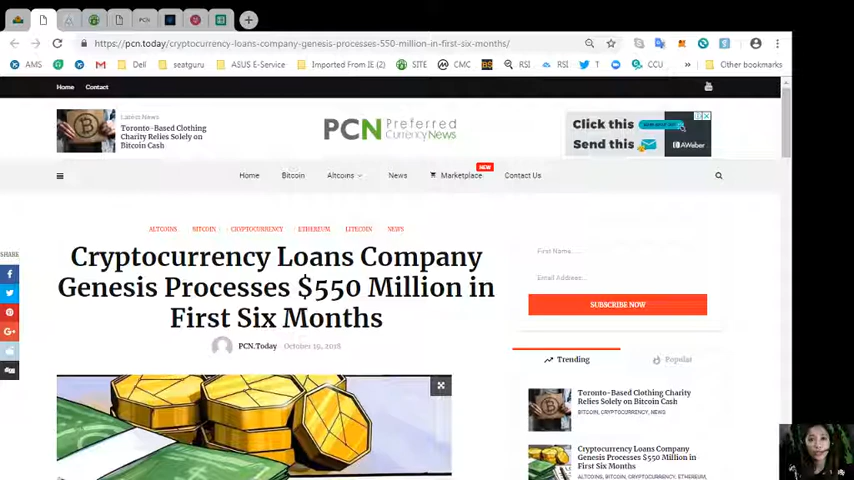 https://pcn.today/cryptocurrency-loans-company-genesis-processes-550-million-in-first-six-months/
AMS
M
Dell
seatguru
ASUS E-Service
Imported From IE (2)
SITE
CMC
BS
RSI
RSI
T
CCU
»
Other bookmarks
Home
Contact
Latest News
Toronto-Based Clothing
Charity Relies Solely on
Bitcoin Cash
PCN Preferred
Currency News
Click this
Send this
AWeber
NEW
Home
Bitcoin
Altcoins
News
Marketplace
Contact Us
ALTCOINS
BITCOIN
CRYPTOCURRENCY
ETHEREUM
LITECOIN
NEWS
Cryptocurrency Loans Company
Genesis Processes $550 Million in
First Six Months
PCN.Today
October 19, 2018
SHARE
First Name.....
Email Address..
SUBSCRIBE NOW
Trending
Popular
Toronto-Based Clothing Charity
Relies Solely on Bitcoin Cash
BITCOIN, CRYPTOCURRENCY, NEWS
Cryptocurrency Loans Company
Genesis Processes $550 Million in
First Six Months
ALTCOINS, BITCOIN, CRYPTOCURRENCY, ETHEREUM,